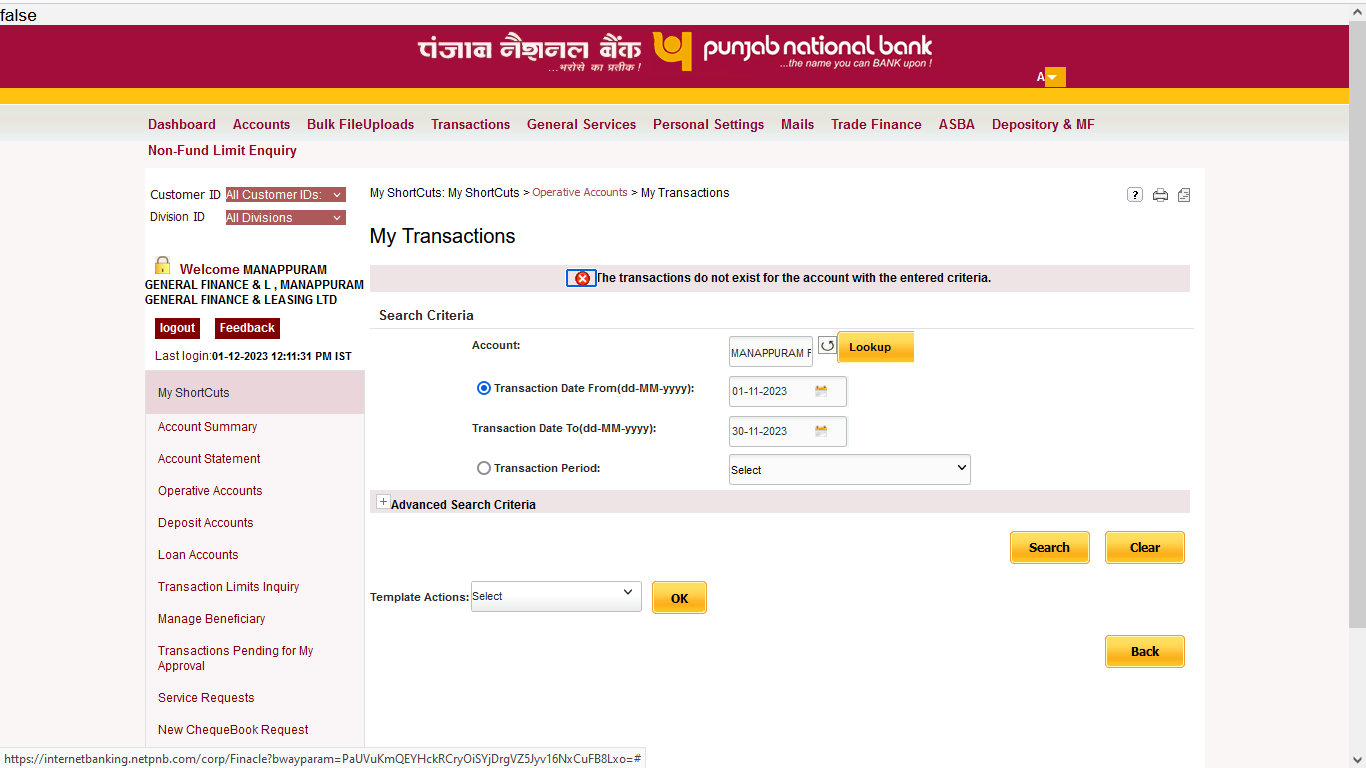 false
पंजाब नैशनल बैंक punjab national bank
...भरोसे का प्रतीक ! ...the name you can BANK upon !
A
Dashboard Accounts Bulk FileUploads Transactions General Services Personal Settings Mails Trade Finance ASBA Depository & MF
Non-Fund Limit Enquiry
Customer ID All Customer IDs:
Division ID All Divisions
My ShortCuts: My ShortCuts > Operative Accounts > My Transactions
?
My Transactions
Welcome MANAPPURAM
GENERAL FINANCE & L , MANAPPURAM
GENERAL FINANCE & LEASING LTD
logout Feedback
Last login:01-12-2023 12:11:31 PM IST
My ShortCuts
Account Summary
Account Statement
Operative Accounts
Deposit Accounts
Loan Accounts
Transaction Limits Inquiry
Manage Beneficiary
Transactions Pending for My
Approval
Service Requests
New ChequeBook Request
The transactions do not exist for the account with the entered criteria.
Search Criteria
Account: MANAPPURAM F Lookup
Transaction Date From(dd-MM-yyyy): 01-11-2023
Transaction Date To(dd-MM-yyyy): 30-11-2023
Transaction Period: Select
Advanced Search Criteria
Search Clear
Template Actions: Select OK
Back
https://internetbanking.netpnb.com/corp/Finacle?bwayparam=PaUVuKmQEYHckRCryOiSYjDrgVZ5Jyv16NxCuFB8Lxo=#